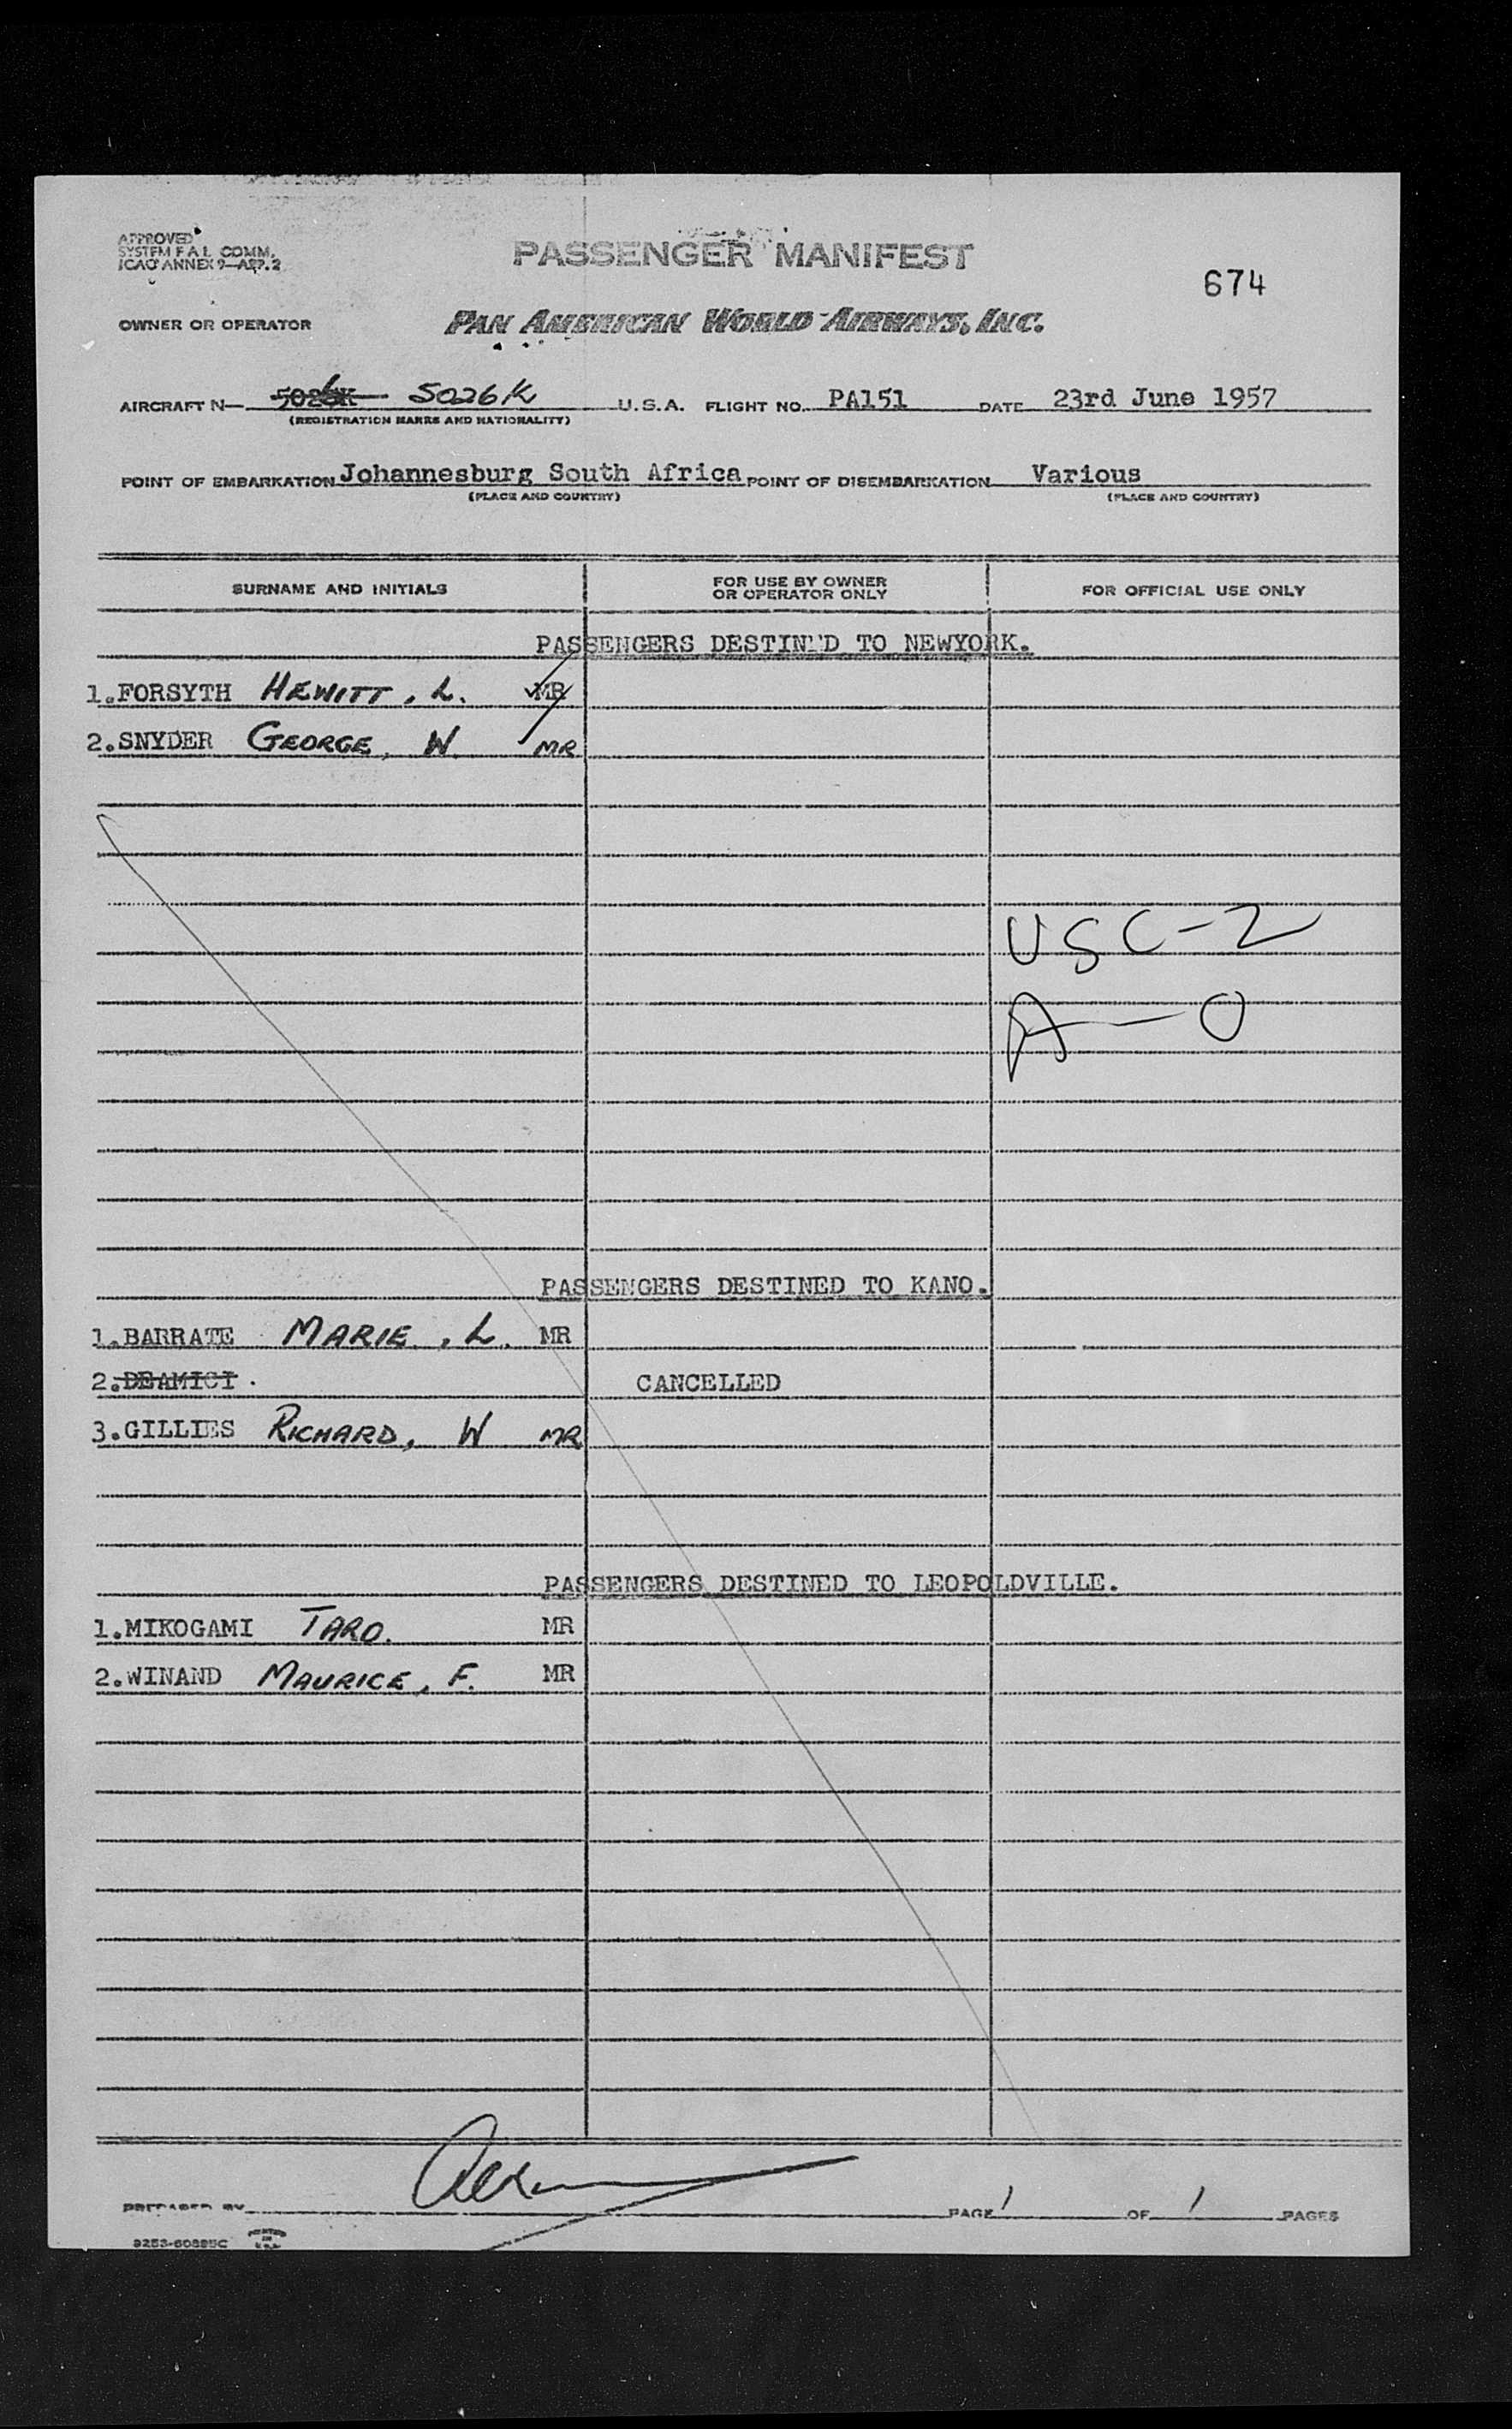 APPROVED
SYSTEM F A L COMM.
ICAO ANNEX 9—APP. 2
PASSENGER MANIFEST
674
OWNER OR OPERATOR PAN AMERICAN WORLD AIRWAYS, INC.
AIRCRAFT N— 5026K U.S.A. FLIGHT NO. PA151 DATE 23rd June 1957
(REGISTRATION MARKS AND NATIONALITY)
POINT OF EMBARKATION Johannesburg South Africa POINT OF DISEMBARKATION Various
(PLACE AND COUNTRY) (PLACE AND COUNTRY)
SURNAME AND INITIALS FOR USE BY OWNER OR OPERATOR ONLY FOR OFFICIAL USE ONLY
PASSENGERS DESTINED TO NEWYORK.
1.FORSYTH HEWITT, L. MR
2.SNYDER GEORGE, W. MR
USC-2
A—0
PASSENGERS DESTINED TO KANO.
1.BARRATE MARIE, L. MR
2.DEAMICI. CANCELLED
3.GILLIES RICHARD, W MR
PASSENGERS DESTINED TO LEOPOLDVILLE.
1.MIKOGAMI TARO. MR
2.WINAND MAURICE, F. MR
PREPARED BY PAGE 1 OF 1 PAGES
PRINTED IN U.S.A.